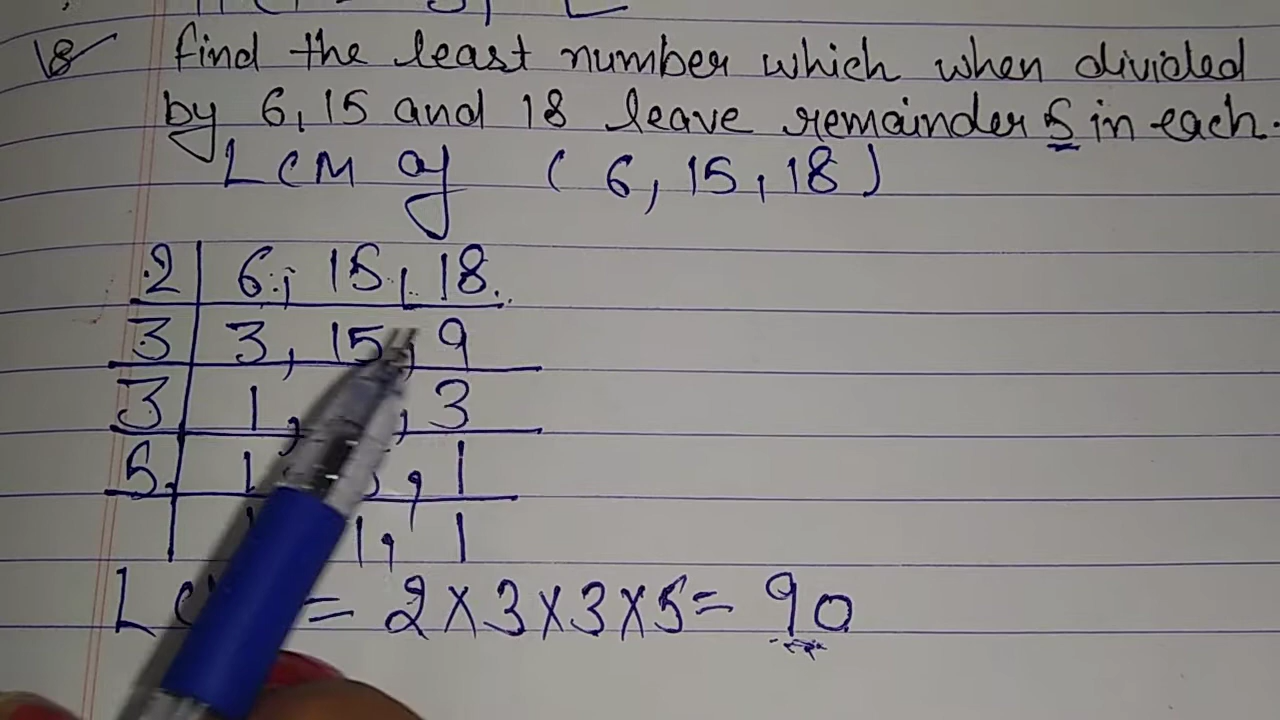 18 find the least number which when divided
by 6, 15 and 18 leave remainder 5 in each.
LCM of ( 6, 15, 18 )
2 6, 15, 18
3 3, 15, 9
3 1, , 3
5 1 , 1
1, 1
= 2×3×3×5= 90